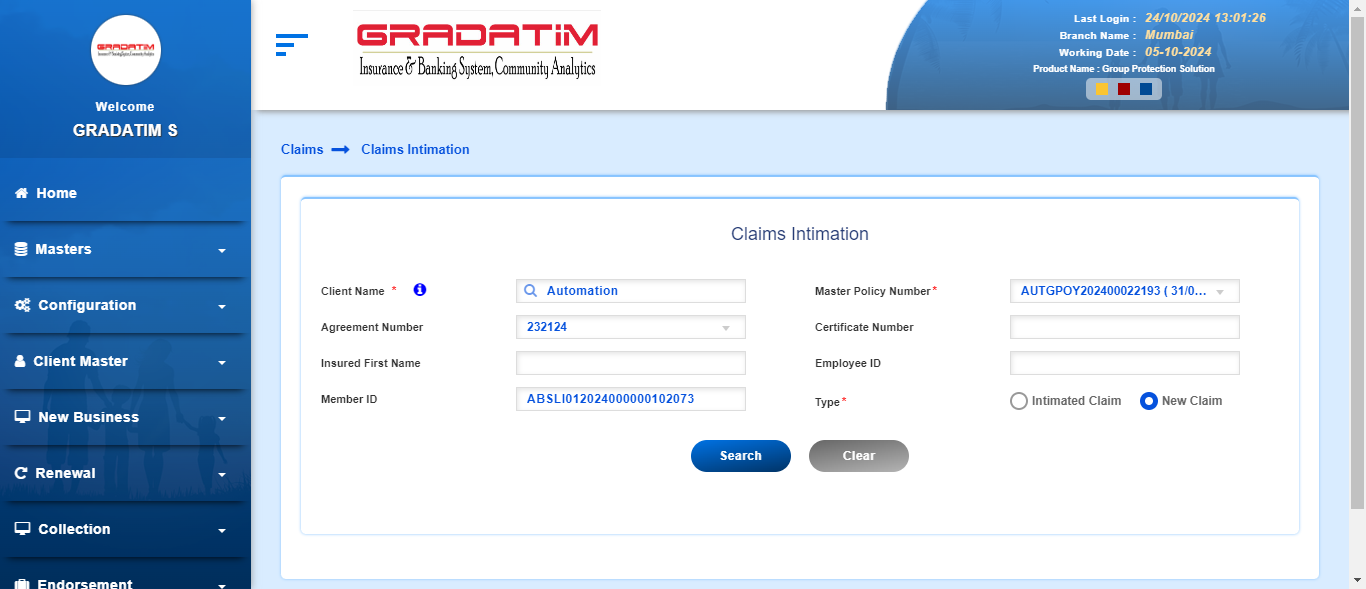 GRADATIM
Insurance & Banking System, Community Analytics
Welcome
GRADATIM S
Home
Masters
Configuration
Client Master
New Business
Renewal
Collection
Endorsement
GRADATIM
Insurance & Banking System, Community Analytics
Last Login : 24/10/2024 13:01:26
Branch Name : Mumbai
Working Date : 05-10-2024
Product Name : Group Protection Solution
Claims Claims Intimation
Claims Intimation
Client Name * Automation Master Policy Number* AUTGPOY202400022193 ( 31/0...
Agreement Number 232124 Certificate Number
Insured First Name Employee ID
Member ID ABSLI012024000000102073 Type* Intimated Claim New Claim
Search Clear